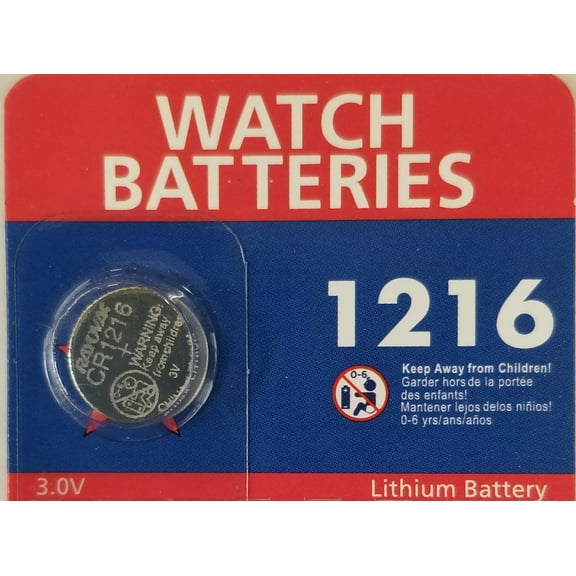 WATCH
BATTERIES
RAYOVAC
CR1216
+
WARNING:
Keep away
from children
3V
1216
0-6
Keep Away from Children!
Garder hors de la portée
des enfants!
Mantener lejos delos niñios!
0-6 yrs/ans/años
3.0V
Lithium Battery